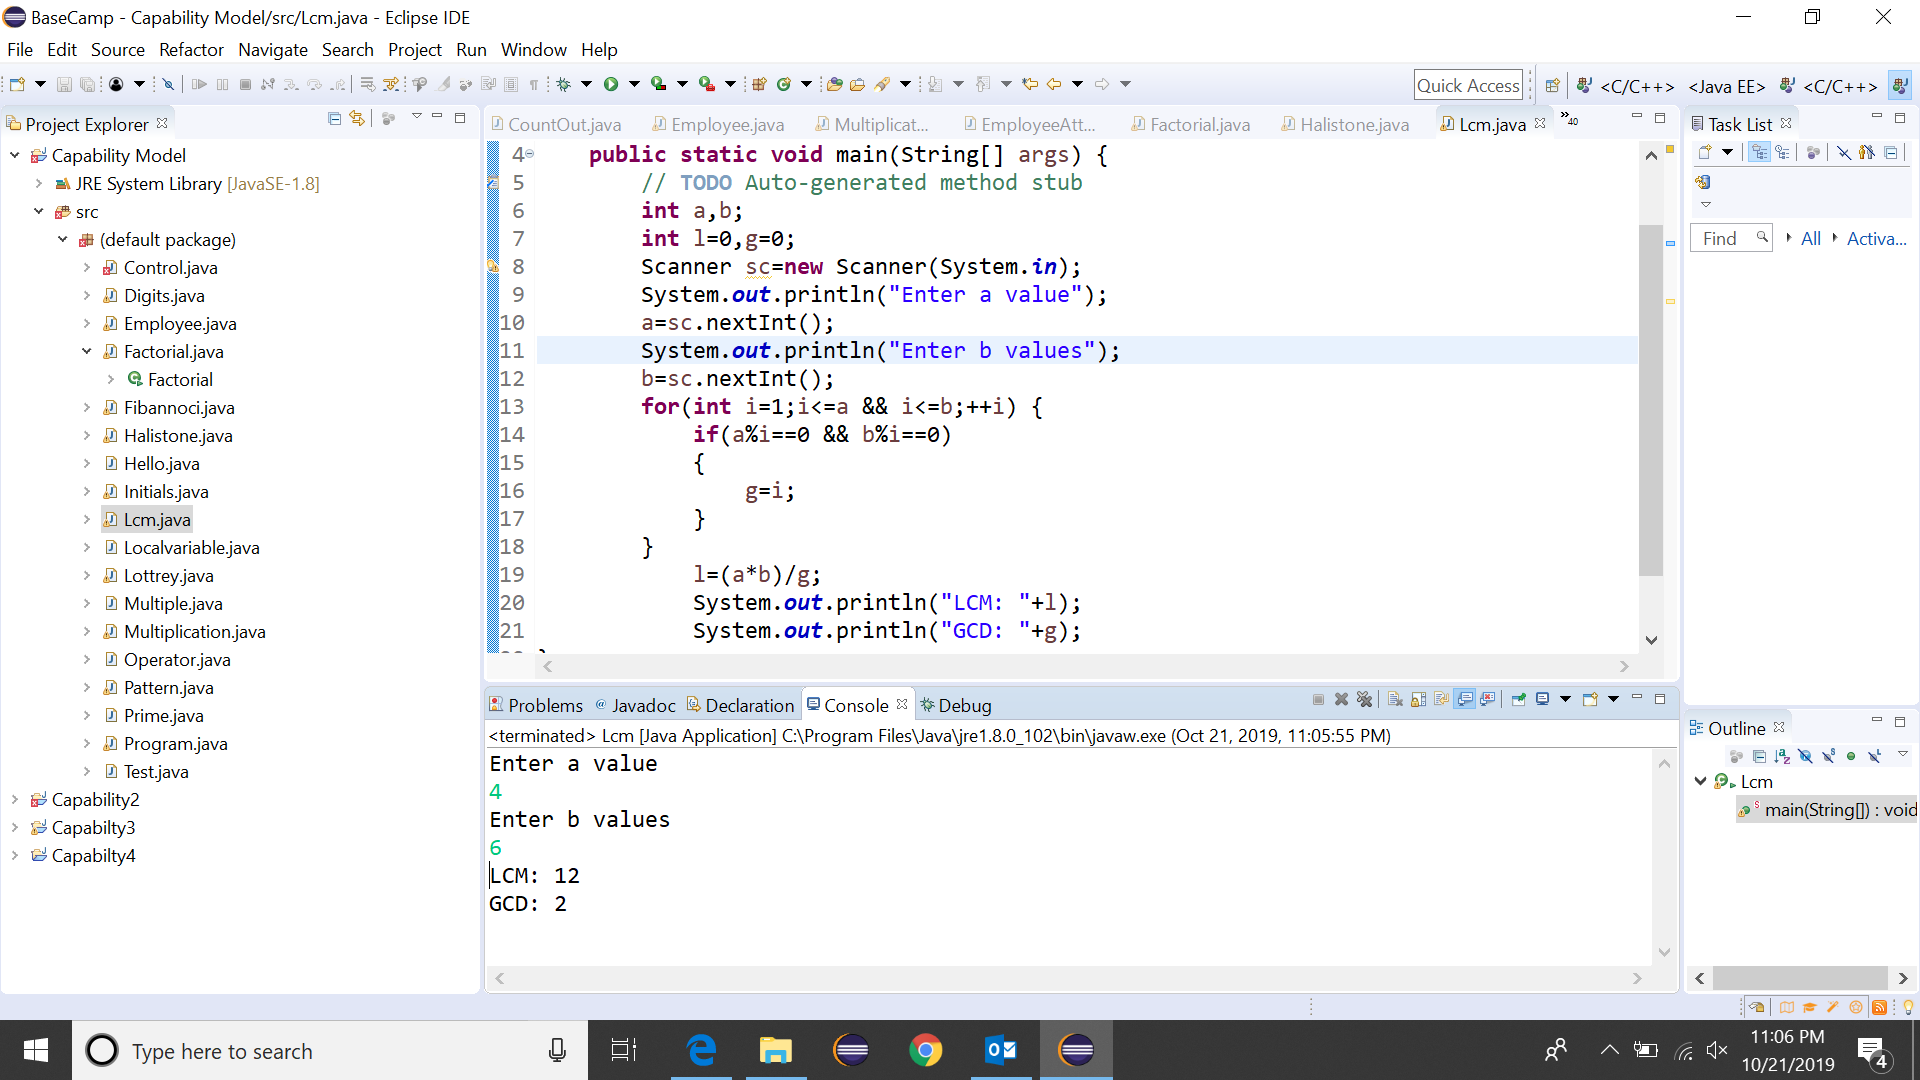 BaseCamp - Capability Model/src/Lcm.java - Eclipse IDE
File Edit Source Refactor Navigate Search Project Run Window Help
Quick Access <C/C++> <Java EE> <C/C++>
Project Explorer
Capability Model
JRE System Library [JavaSE-1.8]
src
(default package)
Control.java
Digits.java
Employee.java
Factorial.java
Factorial
Fibannoci.java
Halistone.java
Hello.java
Initials.java
Lcm.java
Localvariable.java
Lottrey.java
Multiple.java
Multiplication.java
Operator.java
Pattern.java
Prime.java
Program.java
Test.java
Capability2
Capabilty3
Capabilty4
CountOut.java Employee.java Multiplicat... EmployeeAtt... Factorial.java Halistone.java Lcm.java »40
4 public static void main(String[] args) {
5 // TODO Auto-generated method stub
6 int a,b;
7 int l=0,g=0;
8 Scanner sc=new Scanner(System.in);
9 System.out.println("Enter a value");
10 a=sc.nextInt();
11 System.out.println("Enter b values");
12 b=sc.nextInt();
13 for(int i=1;i<=a && i<=b;++i) {
14 if(a%i==0 && b%i==0)
15 {
16 g=i;
17 }
18 }
19 l=(a*b)/g;
20 System.out.println("LCM: "+l);
21 System.out.println("GCD: "+g);
Problems Javadoc Declaration Console Debug
<terminated> Lcm [Java Application] C:\Program Files\Java\jre1.8.0_102\bin\javaw.exe (Oct 21, 2019, 11:05:55 PM)
Enter a value
4
Enter b values
6
LCM: 12
GCD: 2
Task List
Find All Activa...
Outline
Lcm
main(String[]) : void
Type here to search
11:06 PM
10/21/2019
4